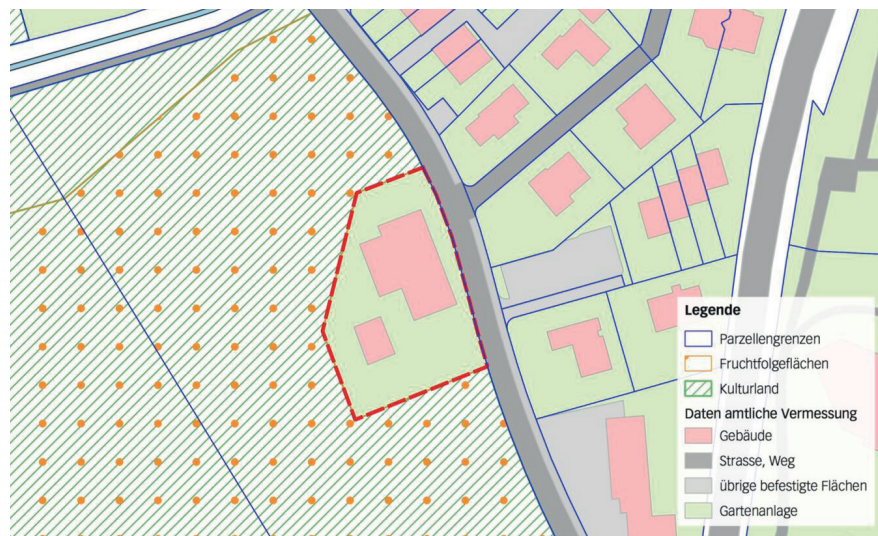 Legende
Parzellengrenzen
Fruchtfolgeflächen
Kulturland
Daten amtliche Vermessung
Gebäude
Strasse, Weg
übrige befestigte Flächen
Gartenanlage